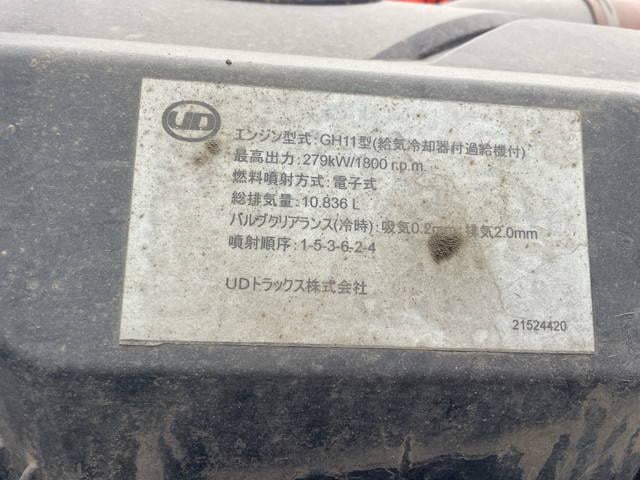 UD
エンジン型式:GH11型(給気冷却器付過給機付)
最高出力:279kW/1800 r.p.m.
燃料噴射方式:電子式
総排気量:10.836 L
バルブクリアランス(冷時):吸気0.2mm 排気2.0mm
噴射順序:1-5-3-6-2-4
UDトラックス株式会社
21524420